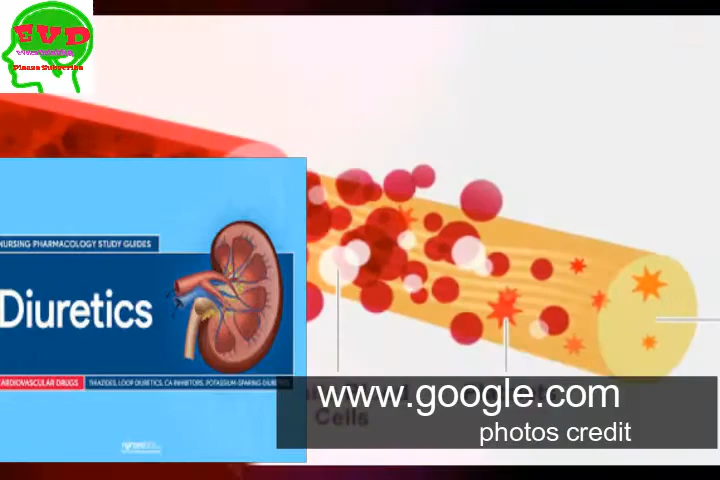 EVD
Please Subscribe
NURSING PHARMACOLOGY STUDY GUIDES
Diuretics
CARDIOVASCULAR DRUGS THIAZIDES, LOOP DIURETICS, CA INHIBITORS, POTASSIUM-SPARING DIURETICS
www.google.com
Cells
photos credit